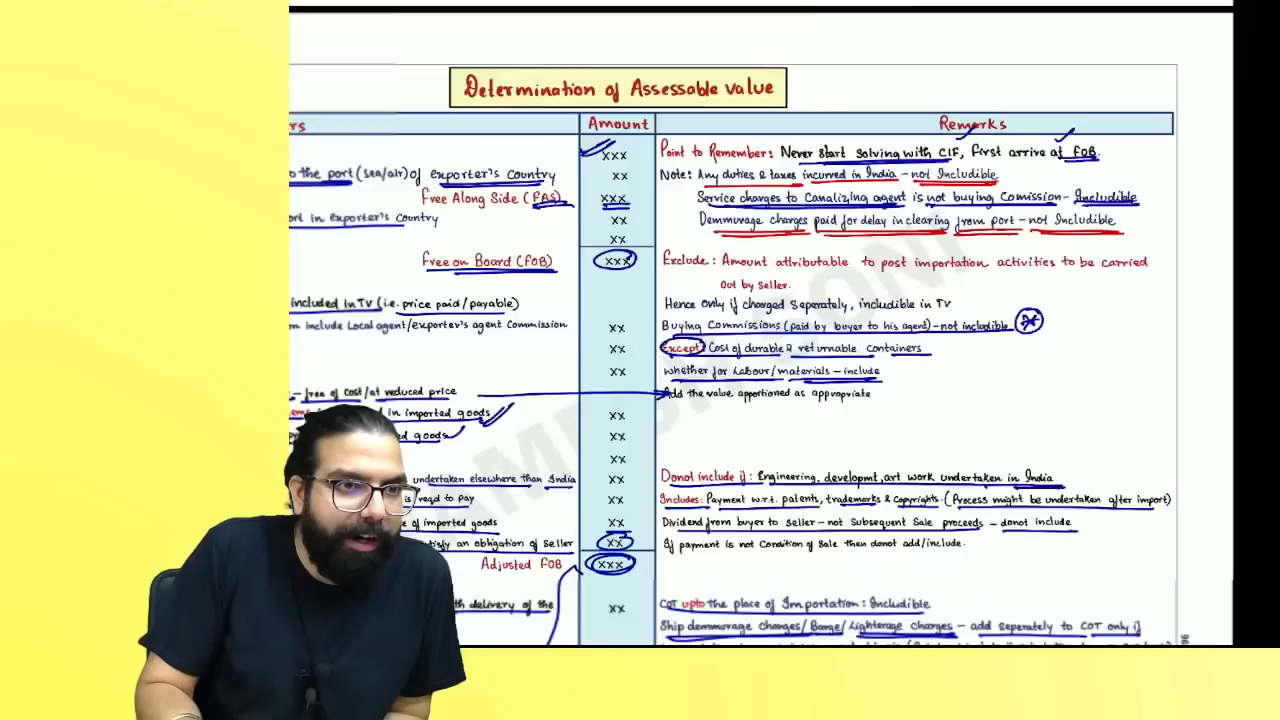 Determination of Assessable value
rs Amount Remarks
xxx Point to Remember: Never start solving with CIF, First arrive at FOB.
o the port (sea/air) of exporter's Country xx Note: Any duties & taxes incurred in India - not Includible
Free Along Side (FAS) xxx Service charges to Canalizing agent is not buying Comission - Includible
ort in exporter's Country xx Demmurage charges paid for delay in clearing from port - not Includible
xx
Free on Board (FOB) xxx Exclude: Amount attributable to post importation activities to be carried
Out by Seller.
included in TV (i.e. price paid/payable) Hence only if charged Seperately, includible in TV
n include Local agent/exporter's agent Commission xx Buying Commissions (paid by buyer to his agent) - not includible
xx Except: Cost of durable & returnable Containers
xx whether for Labour/materials - include
- free of Cost/at reduced price Add the value apportioned as appropriate
ems in imported goods xx
ed goods xx
xx
undertaken elsewhere than India xx Donot include if: Engineering, developmt, art work undertaken in India
is reqd to pay xx Includes: Payment w.r.t. patents, trademarks & Copyrights - (Process might be undertaken after import)
e of imported goods xx Dividend from buyer to seller - not Subsequent Sale proceeds - donot include
tisfy an obligation of seller xx If payment is not Condition of Sale then donot add/include.
Adjusted FOB xxx
th delivery of the xx COT upto the place of Importation: Includible
Ship demmurage charges/Barge/Lighterage charges - add seperately to COT only if